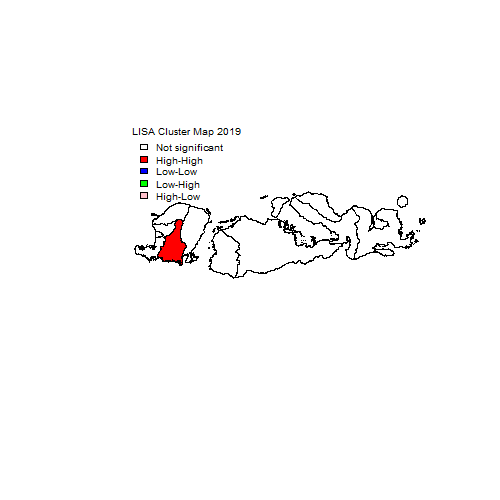 LISA Cluster Map 2019
Not significant
High-High
Low-Low
Low-High
High-Low